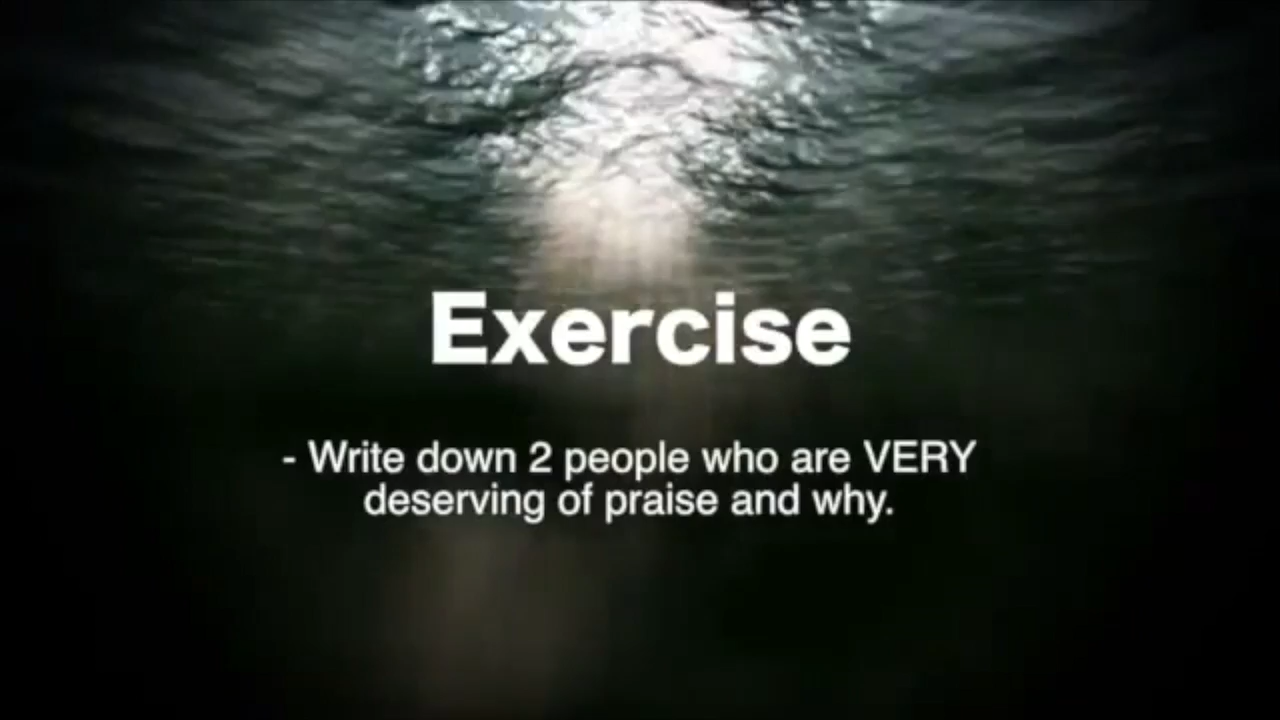 Exercise
- Write down 2 people who are VERY
deserving of praise and why.